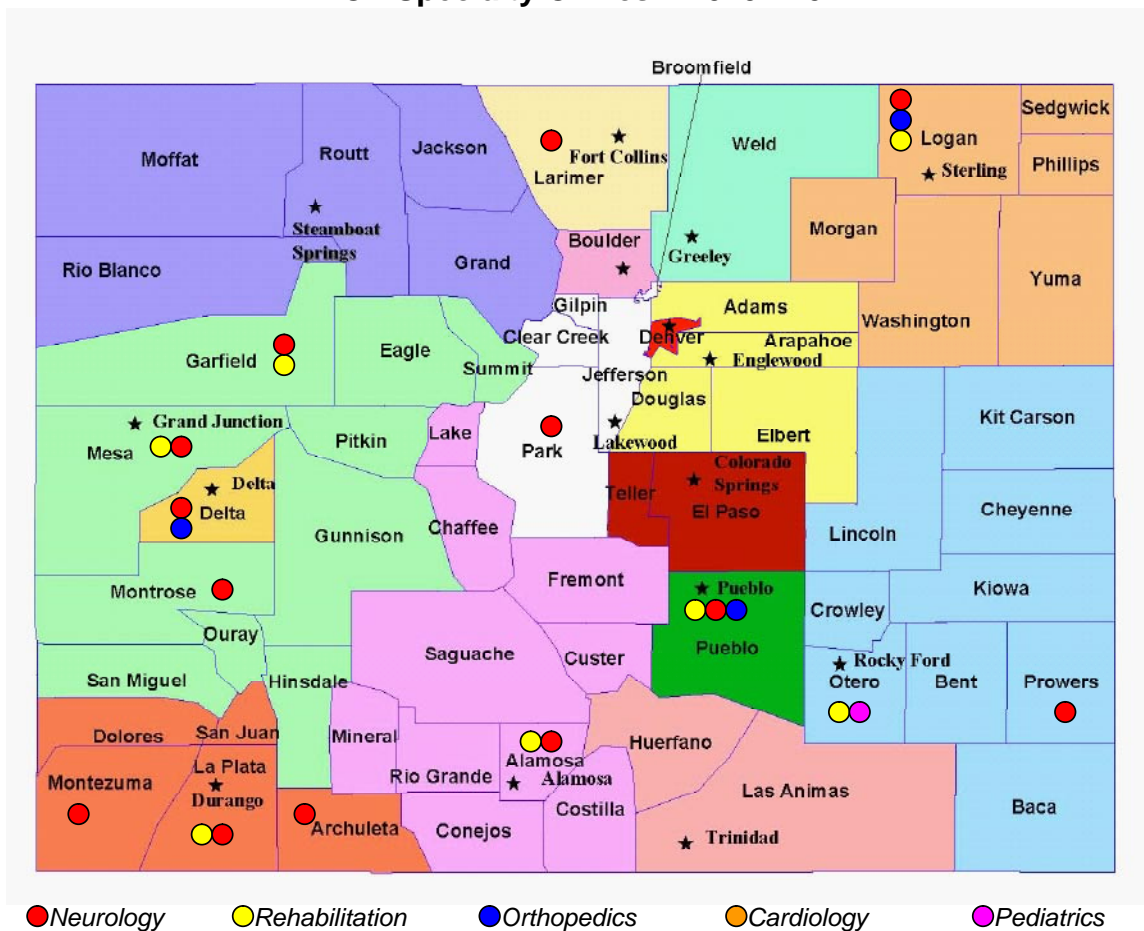 Broomfield
Sedgwick
Moffat
Routt
Jackson
Fort Collins
Larimer
Weld
Logan
Sterling
Phillips
Steamboat
Springs
Rio Blanco
Grand
Boulder
Greeley
Morgan
Yuma
Gilpin
Adams
Washington
Clear Creek
Denver
Arapahoe
Englewood
Garfield
Eagle
Summit
Jefferson
Douglas
Grand Junction
Mesa
Pitkin
Lake
Park
Lakewood
Elbert
Kit Carson
Delta
Delta
Teller
Colorado
Springs
El Paso
Gunnison
Chaffee
Lincoln
Cheyenne
Montrose
Fremont
Pueblo
Pueblo
Crowley
Kiowa
Ouray
Saguache
Custer
Rocky Ford
Otero
Bent
Prowers
San Miguel
Hinsdale
Dolores
San Juan
Mineral
Rio Grande
Alamosa
Alamosa
Huerfano
Montezuma
La Plata
Durango
Archuleta
Conejos
Costilla
Las Animas
Trinidad
Baca
Neurology
Rehabilitation
Orthopedics
Cardiology
Pediatrics